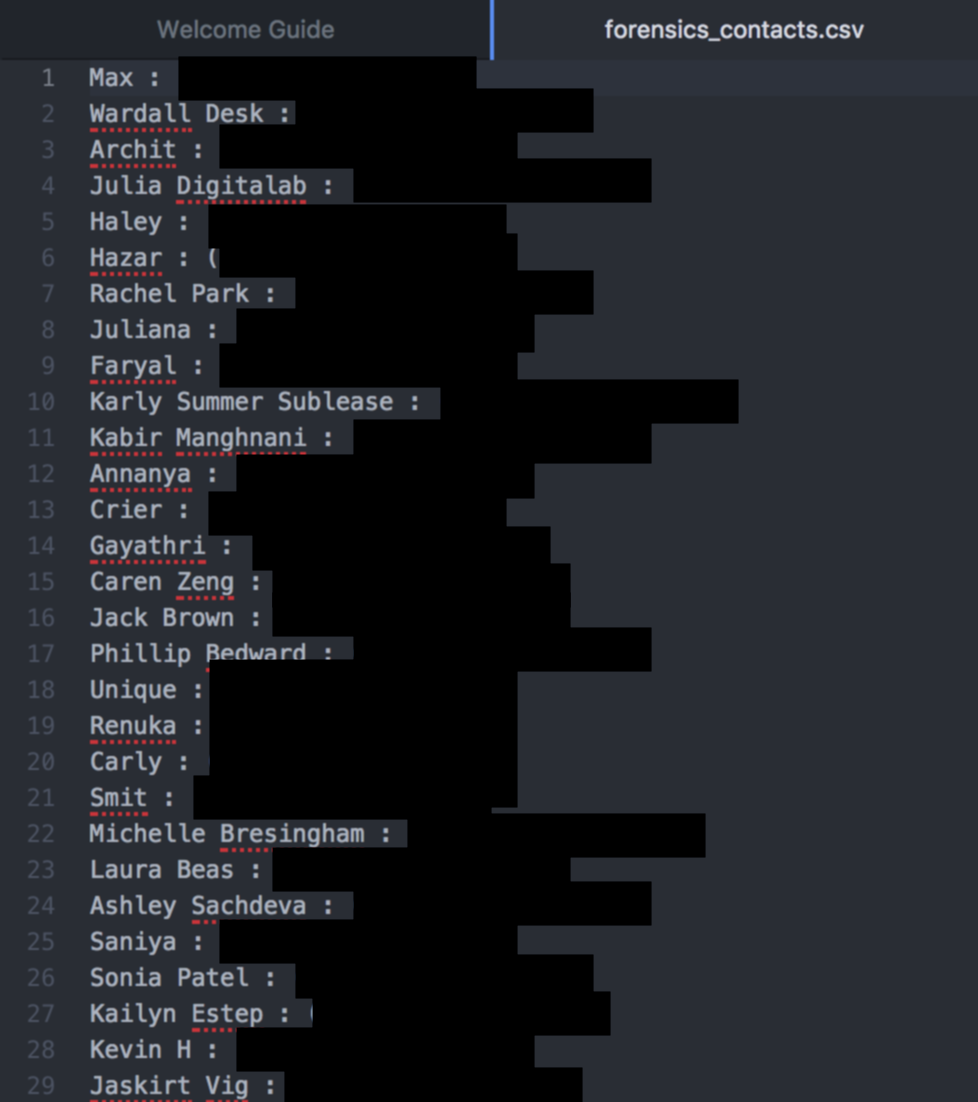 Welcome Guide
forensics_contacts.csv
1 Max :
2 Wardall Desk :
3 Archit :
4 Julia Digitalab :
5 Haley :
6 Hazar : (
7 Rachel Park :
8 Juliana :
9 Faryal :
10 Karly Summer Sublease :
11 Kabir Manghnani :
12 Annanya :
13 Crier :
14 Gayathri :
15 Caren Zeng :
16 Jack Brown :
17 Phillip Bedward :
18 Unique :
19 Renuka :
20 Carly :
21 Smit :
22 Michelle Bresingham :
23 Laura Beas :
24 Ashley Sachdeva :
25 Saniya :
26 Sonia Patel :
27 Kailyn Estep : (
28 Kevin H :
29 Jaskirt Vig :